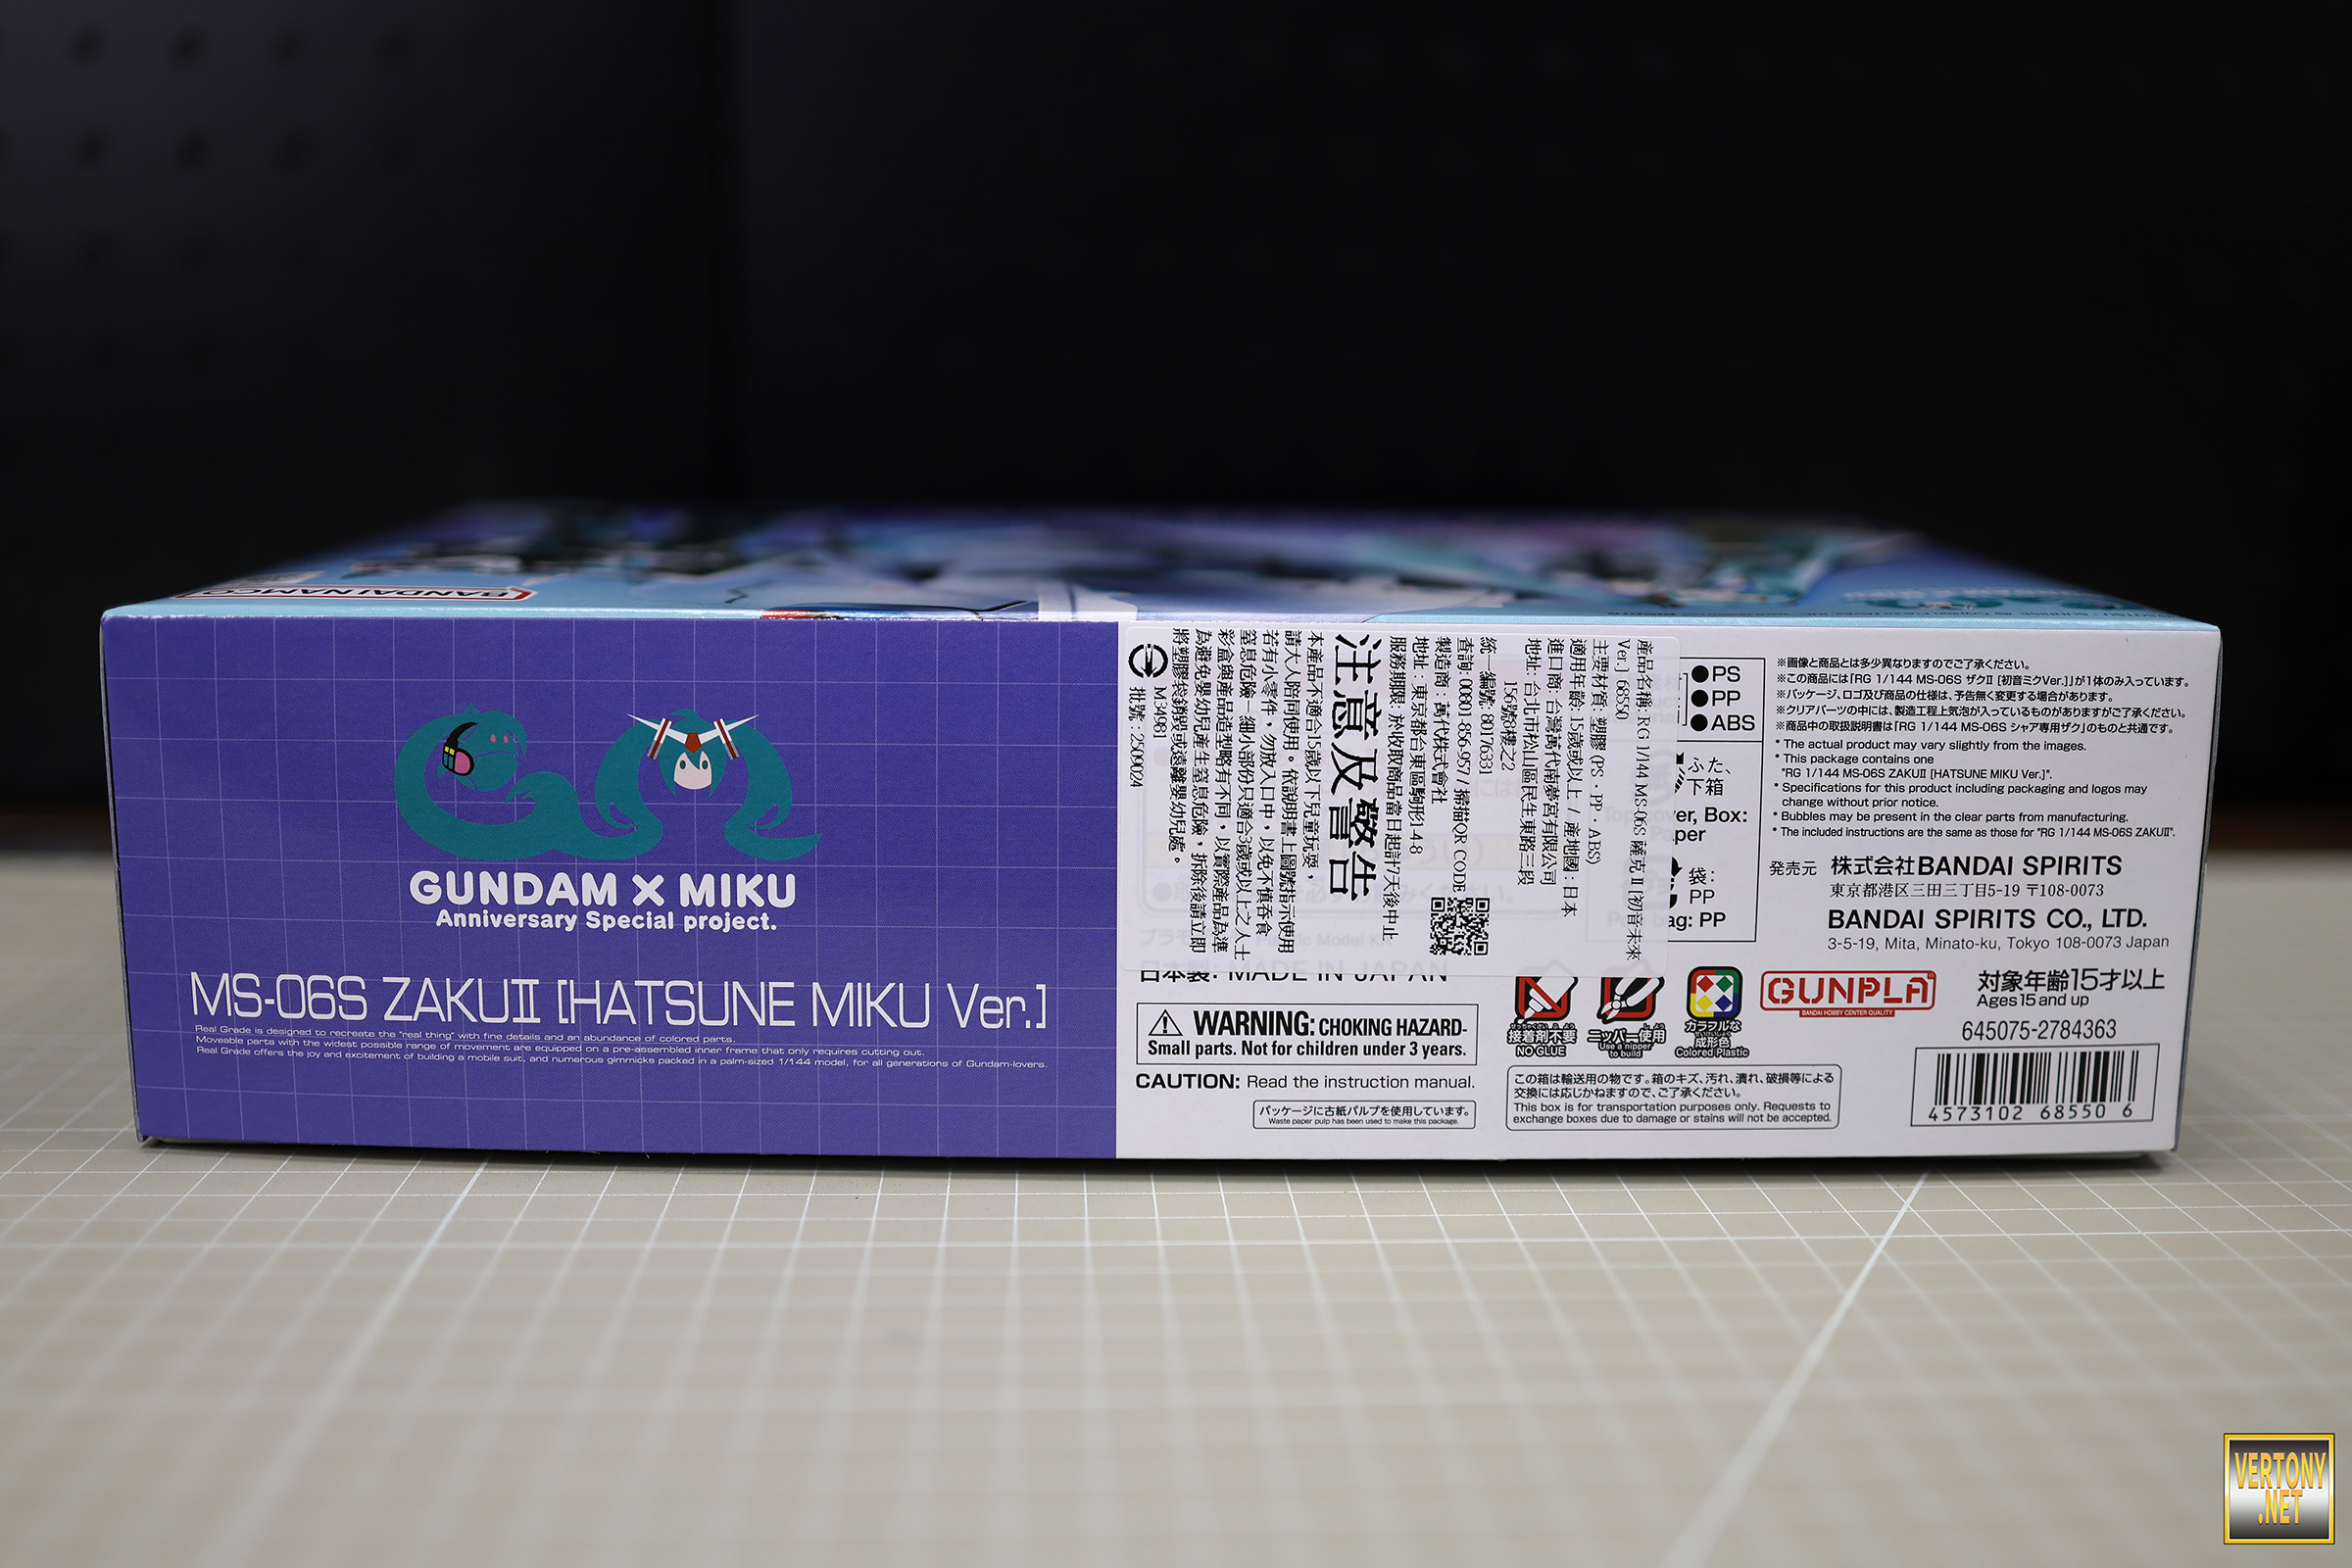 BANDAI NAMCO
GUNDAM X MIKU
Anniversary Special project.
MS-06S ZAKUⅡ [HATSUNE MIKU Ver.]
Real Grade is designed to recreate the "real thing" with fine details and an abundance of colored parts.
Moveable parts with the widest possible range of movement are equipped on a pre-assembled inner frame that only requires cutting out.
Real Grade offers the joy and excitement of building a mobile suit, and numerous gimmicks packed in a palm-sized 1/144 model, for all generations of Gundam-lovers.
產品名稱: RG 1/144 MS-06S 薩克 II [初音未來
Ver.] 68550
主要材質: 塑膠 (PS、PP、ABS)
適用年齡: 15歲或以上 / 產地國 : 日本
進口商: 台灣萬代南夢宮有限公司
地址: 台北市松山區民生東路三段
156號8樓之2
統一編號: 80176331
查詢: 00801-856-957 / 掃描QR CODE
製造商 : 萬代株式會社
地址 : 東京都台東區駒形1-4-8
服務期限: 於收取商品當日起計7天後中止
注意及警告
本產品不適合15歲以下兒童玩耍，
請大人陪同使用。依說明書上圖號指示使用
若有小零件，勿放入口中，以免不慎吞食
窒息危險－細小部份只適合3歲或以上之人士
彩盒與產品造型略有不同，以實際產品為準
為避免嬰幼兒產生窒息危險，拆除後請立即
將塑膠袋銷毀或遠離嬰幼兒處。
M34981
批號 : 2509024
日本製: MADE IN JAPAN
WARNING: CHOKING HAZARD-
Small parts. Not for children under 3 years.
CAUTION: Read the instruction manual.
パッケージに古紙パルプを使用しています。
Waste paper pulp has been used to make this package.
●PS
●PP
●ABS
ふた、
下箱
er, Box:
per
袋:
PP
ag: PP
接着剤不要
NO GLUE
ニッパー使用
Use a nipper
to build
カラフルな
成形色
Colored Plastic
GUNPLA
BANDAI HOBBY CENTER QUALITY
この箱は輸送用の物です。箱のキズ、汚れ、潰れ、破損等による
交換には応じかねますので、ご了承ください。
This box is for transportation purposes only. Requests to
exchange boxes due to damage or stains will not be accepted.
※画像と商品とは多少異なりますのでご了承ください。
※この商品には「RG 1/144 MS-06S ザクⅡ [初音ミクVer.]」が1体のみ入っています。
※パッケージ、ロゴ及び商品の仕様は、予告無く変更する場合があります。
※クリアパーツの中には、製造工程上気泡が入っているものがありますがご了承ください。
※商品中の取扱説明書は「RG 1/144 MS-06S シャア専用ザク」のものと共通です。
* The actual product may vary slightly from the images.
* This package contains one
"RG 1/144 MS-06S ZAKUⅡ [HATSUNE MIKU Ver.]".
* Specifications for this product including packaging and logos may
change without prior notice.
* Bubbles may be present in the clear parts from manufacturing.
* The included instructions are the same as those for "RG 1/144 MS-06S ZAKUⅡ".
発売元 株式会社BANDAI SPIRITS
東京都港区三田三丁目5-19 〒108-0073
BANDAI SPIRITS CO., LTD.
3-5-19, Mita, Minato-ku, Tokyo 108-0073 Japan
対象年齢15才以上
Ages 15 and up
645075-2784363
4573102 68550 6
VERTONY
.NET